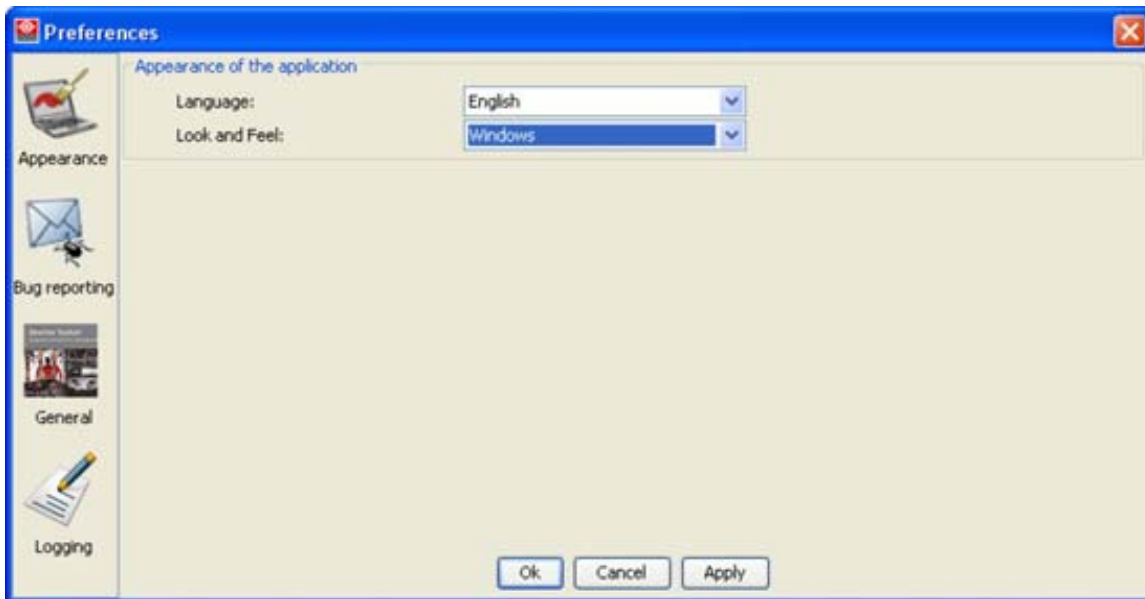 Preferences
Appearance of the application
Language: English
Look and Feel: Windows
Appearance
Bug reporting
General
Logging
Ok Cancel Apply